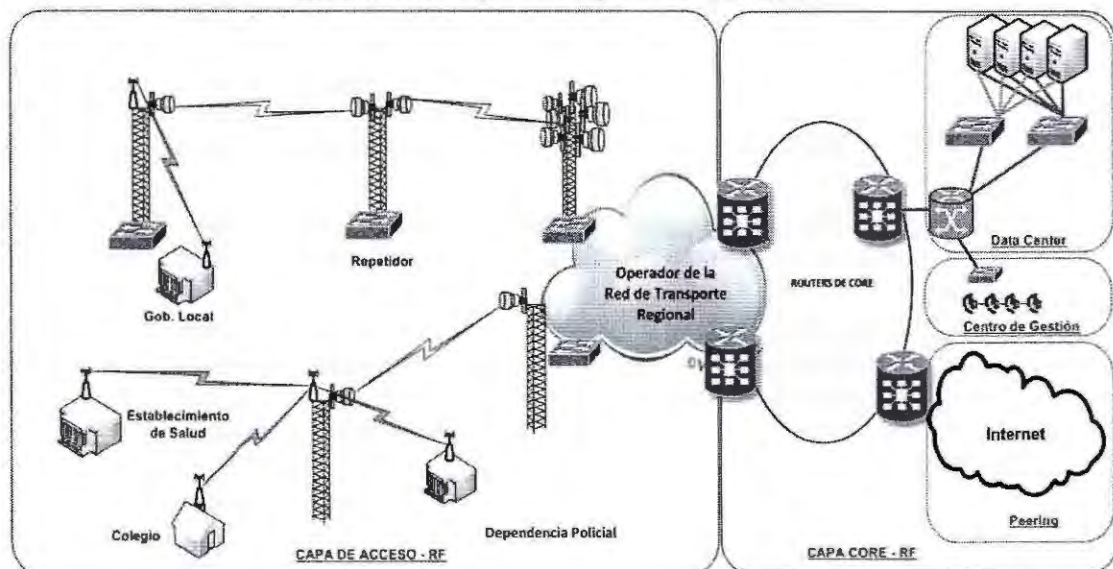 Data Center
Repetidor
Operador de la
Red de Transporte
Regional
ROUTERS DE CORE
Gob. Local
Centro de Gestión
Establecimiento
de Salud
Internet
Colegio
Dependencia Policial
Peering
CAPA DE ACCESO - RF
CAPA CORE - RF